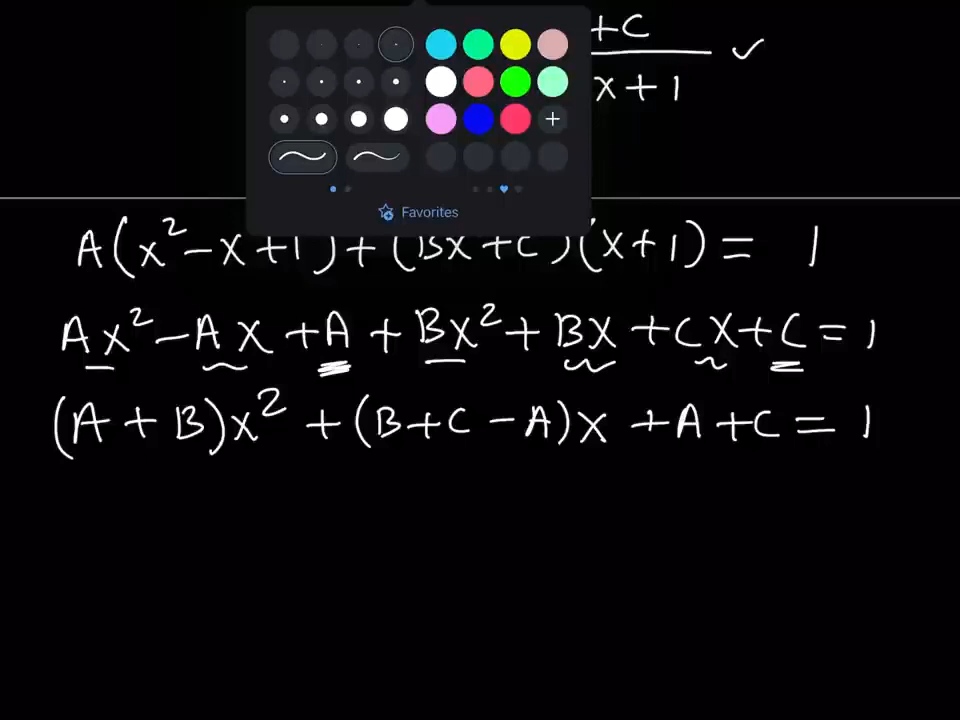 +C
x+1
Favorites
A(x²-x+1)+(Bx+C)(x+1)= 1
Ax²-Ax+A+Bx²+Bx+Cx+C=1
(A+B)x²+(B+C-A)x+A+C=1